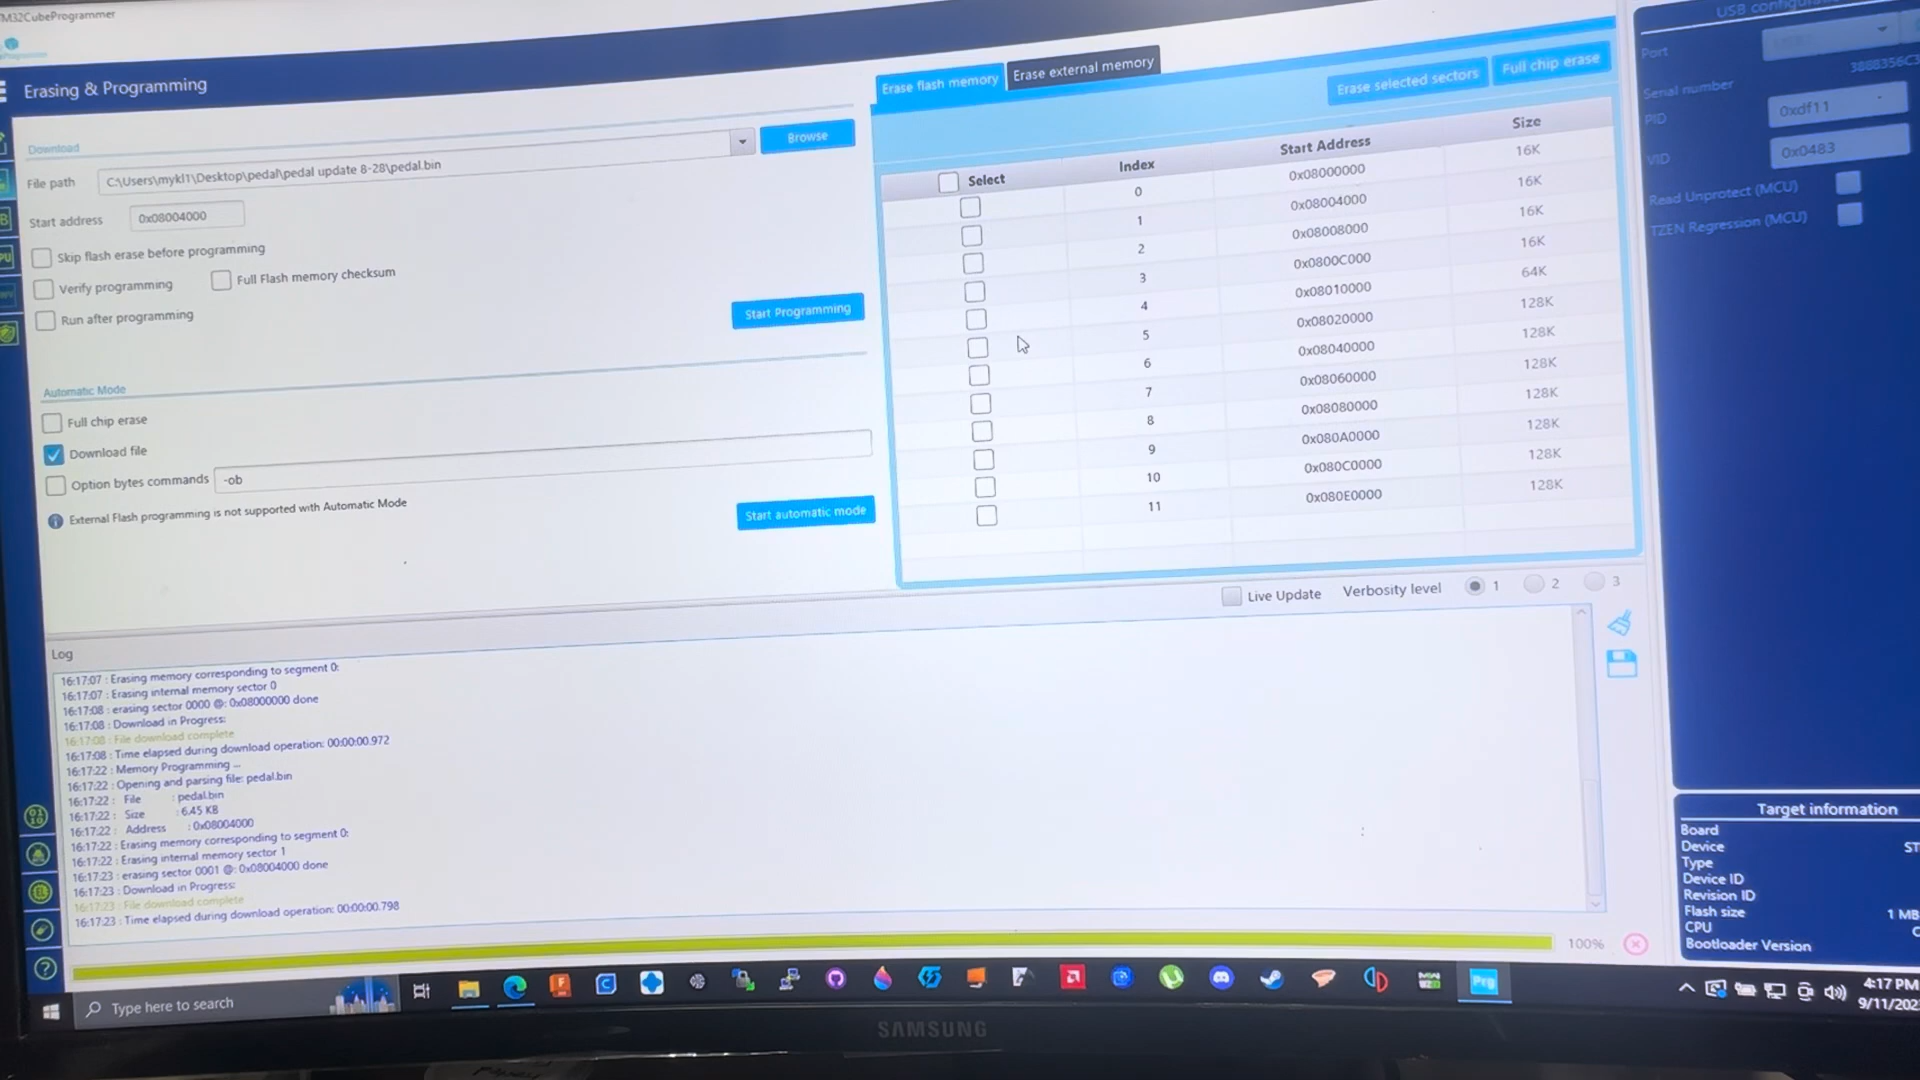 M32CubeProgrammer
Erasing & Programming
Download
File path
C:\Users\mykl1\Desktop\pedal\pedal update 8-28\pedal.bin
Browse
Start address
0x08004000
Skip flash erase before programming
Verify programming
Full Flash memory checksum
Run after programming
Start Programming
Automatic Mode
Full chip erase
Download file
Option bytes commands
-ob
External Flash programming is not supported with Automatic Mode
Start automatic mode
Erase flash memory
Erase external memory
Erase selected sectors
Full chip erase
Select Index Start Address Size
0 0x08000000 16K
1 0x08004000 16K
2 0x08008000 16K
3 0x0800C000 16K
4 0x08010000 64K
5 0x08020000 128K
6 0x08040000 128K
7 0x08060000 128K
8 0x08080000 128K
9 0x080A0000 128K
10 0x080C0000 128K
11 0x080E0000 128K
Live Update Verbosity level 1 2 3
Log
16:17:07 : Erasing memory corresponding to segment 0:
16:17:07 : Erasing internal memory sector 0
16:17:08 : erasing sector 0000 @: 0x08000000 done
16:17:08 : Download in Progress:
16:17:08 : File download complete
16:17:08 : Time elapsed during download operation: 00:00:00.972
16:17:22 : Memory Programming ...
16:17:22 : Opening and parsing file: pedal.bin
16:17:22 : File : pedal.bin
16:17:22 : Size : 6.45 KB
16:17:22 : Address : 0x08004000
16:17:22 : Erasing memory corresponding to segment 0:
16:17:22 : Erasing internal memory sector 1
16:17:23 : erasing sector 0001 @: 0x08004000 done
16:17:23 : Download in Progress:
16:17:23 : File download complete
16:17:23 : Time elapsed during download operation: 00:00:00.798
100%
USB
Port
Serial number
3888356C3
PID
0xdf11
VID
0x0483
Read Unprotect (MCU)
TZEN Regression (MCU)
Target information
Board
Device ST
Type
Device ID
Revision ID
Flash size 1 MB
CPU C
Bootloader Version
Type here to search
Prg
4:17 PM
9/11/202
SAMSUNG